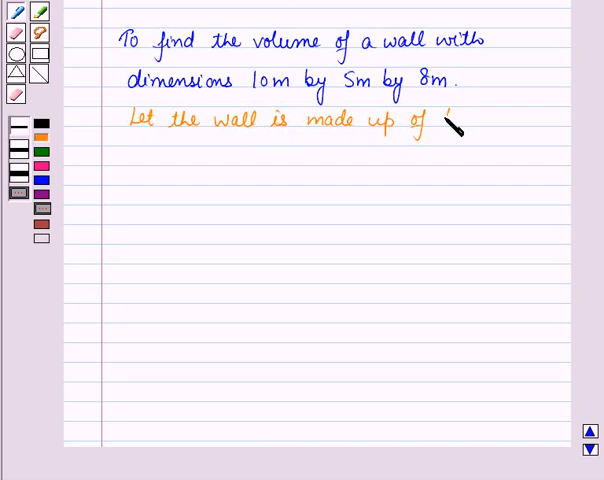 To find the volume of a wall with
dimensions 10m by 5m by 8m.
Let the wall is made up of